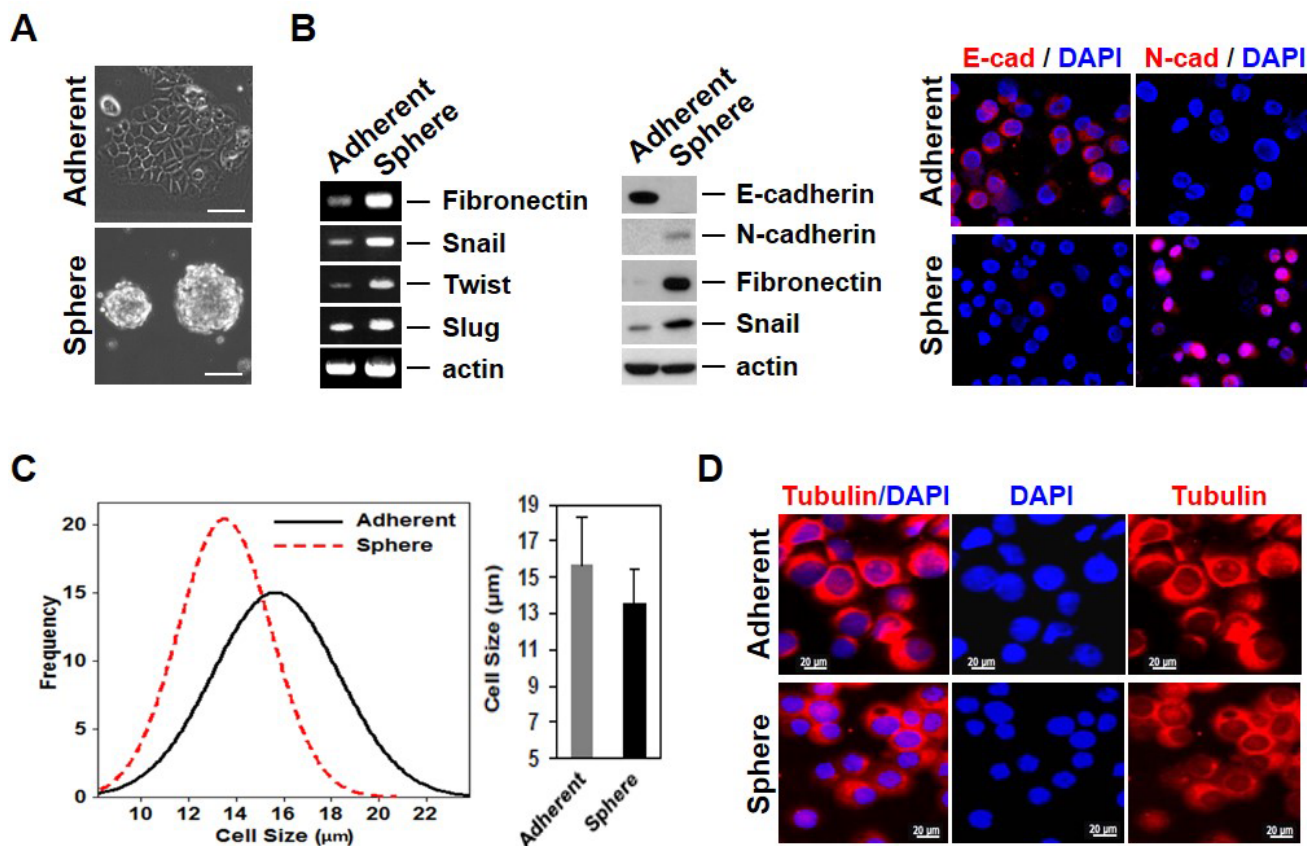 A
Adherent
Sphere
B
Adherent
Sphere
Fibronectin
Snail
Twist
Slug
actin
Adherent
Sphere
E-cadherin
N-cadherin
Fibronectin
Snail
actin
E-cad / DAPI
N-cad / DAPI
Adherent
Sphere
C
Frequency
20
15
10
5
0
Adherent
Sphere
10 12 14 16 18 20 22
Cell Size (μm)
Cell Size (μm)
19
17
15
13
11
9
7
5
Adherent
Sphere
D
Tubulin/DAPI
DAPI
Tubulin
Adherent
20 μm
20 μm
20 μm
Sphere
20 μm
20 μm
20 μm